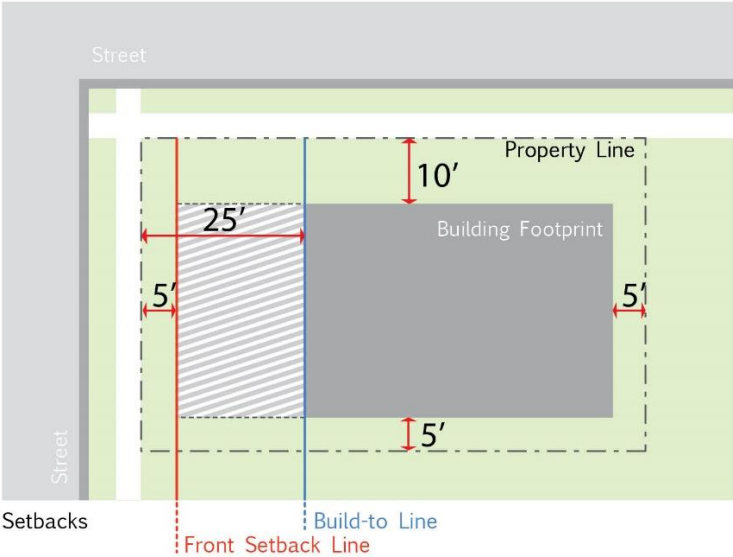 Street
Property Line
10’
Building Footprint
25’
5’
5’
5’
Street
Setbacks
Build-to Line
Front Setback Line